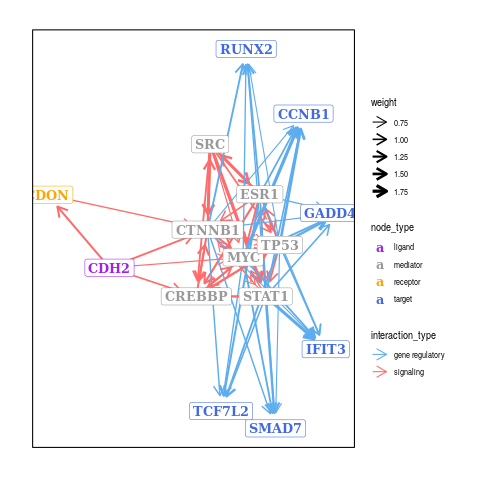 RUNX2
CCNB1
SRC
ESR1
DON
GADD4
CTNNB1
TP53
MYC
CDH2
CREBBP
STAT1
IFIT3
TCF7L2
SMAD7
weight
0.75
1.00
1.25
1.50
1.75
node_type
a ligand
a mediator
a receptor
a target
interaction_type
gene regulatory
signaling